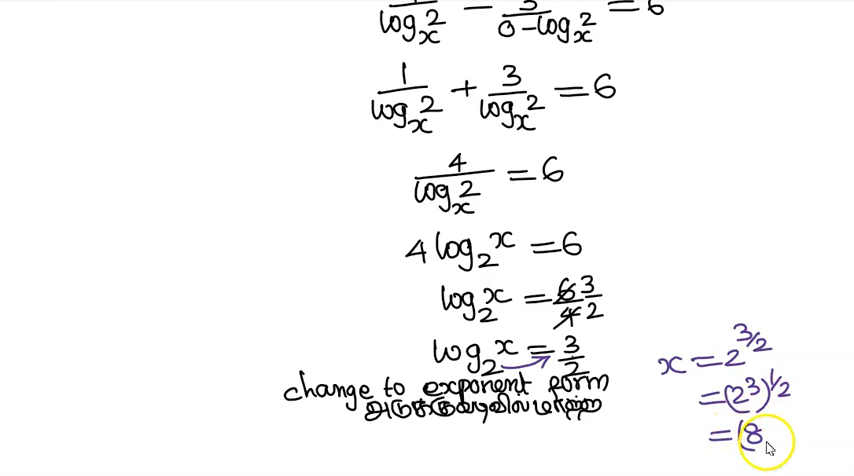 1/log_x 2 − 3/(0 − log_x 2) = 6
1/log_x 2 + 3/log_x 2 = 6
4/log_x 2 = 6
4 log_2 x = 6
log_2 x = 6/4 3/2
log_2 x = 3/2
change to exponent form
x = 2^(3/2)
= (2^3)^(1/2)
= (8